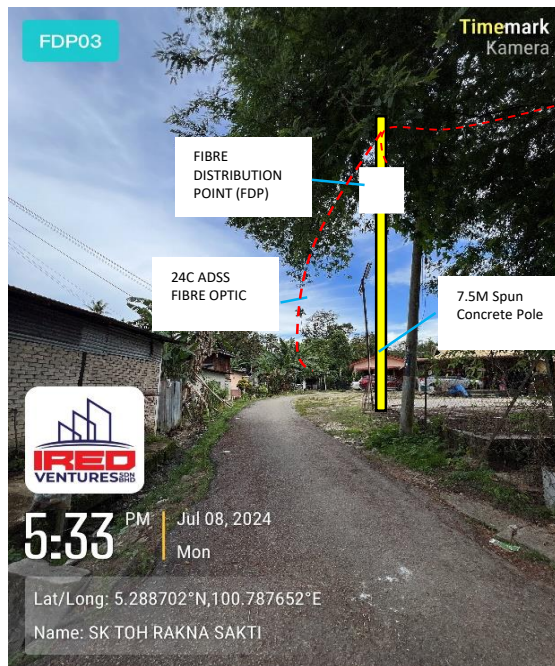 FDP03
Timemark
Kamera
FIBRE
DISTRIBUTION
POINT (FDP)
24C ADSS
FIBRE OPTIC
7.5M Spun
Concrete Pole
IRED
VENTURES SDN
BHD
5:33 PM
Jul 08, 2024
Mon
Lat/Long: 5.288702°N,100.787652°E
Name: SK TOH RAKNA SAKTI